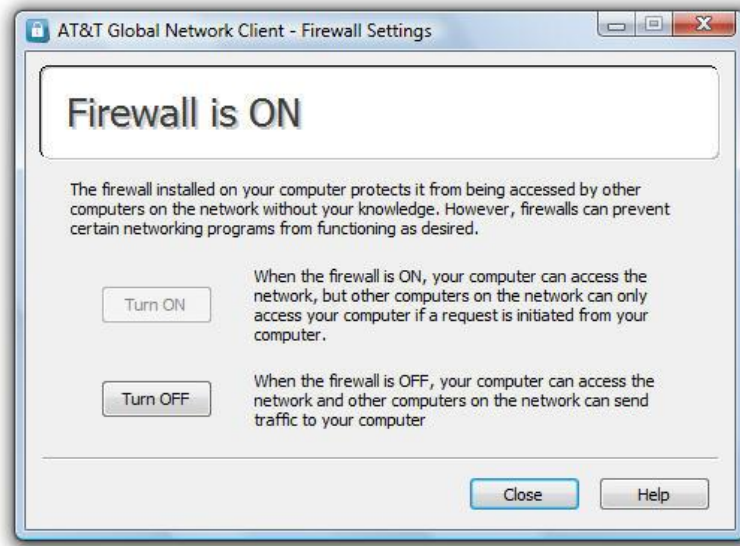 AT&T Global Network Client - Firewall Settings
Firewall is ON
The firewall installed on your computer protects it from being accessed by other
computers on the network without your knowledge. However, firewalls can prevent
certain networking programs from functioning as desired.
Turn ON
When the firewall is ON, your computer can access the
network, but other computers on the network can only
access your computer if a request is initiated from your
computer.
Turn OFF
When the firewall is OFF, your computer can access the
network and other computers on the network can send
traffic to your computer
Close
Help